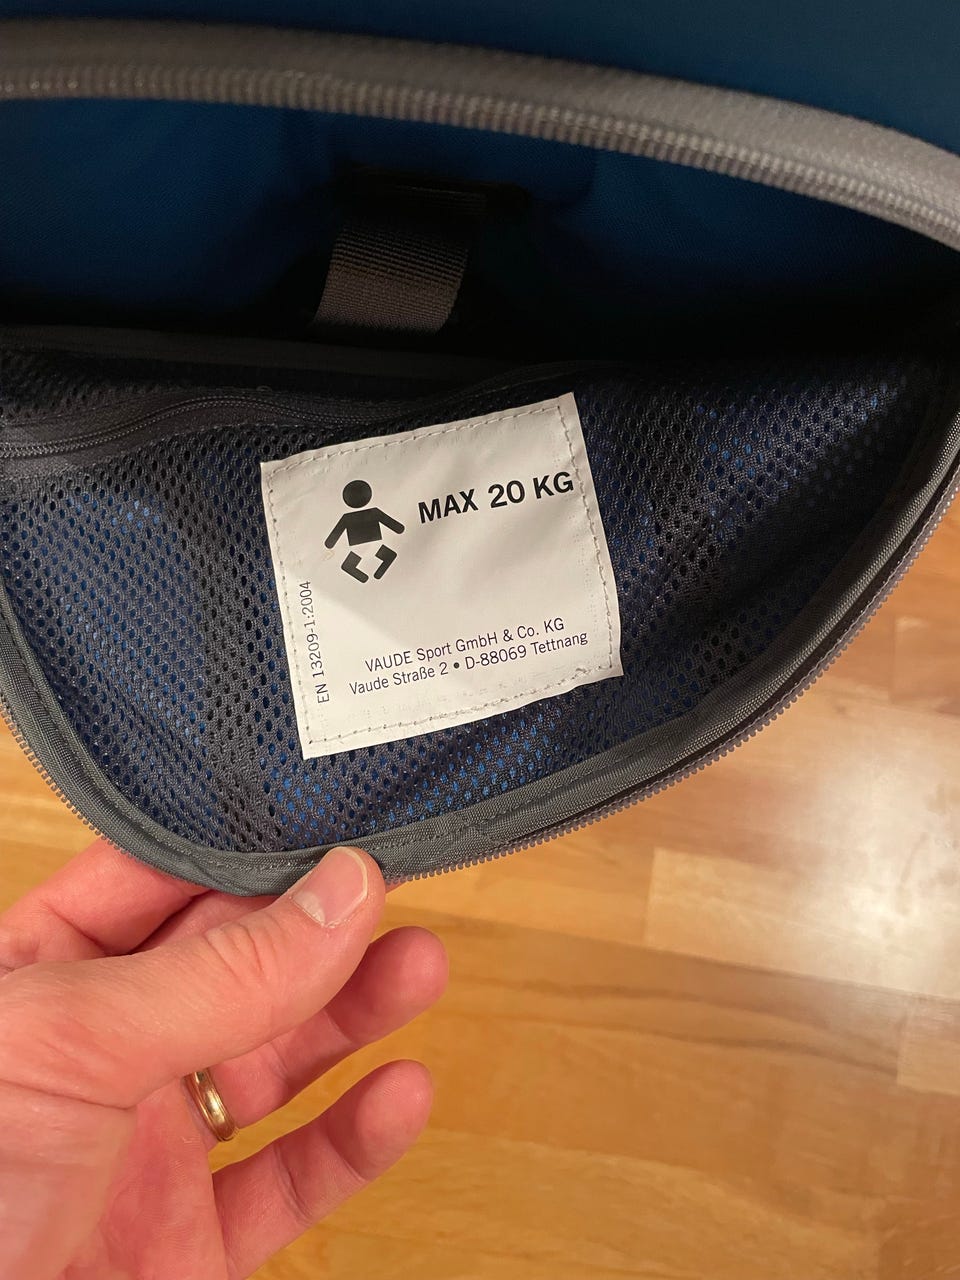 MAX 20 KG
EN 13209-1:2004
VAUDE Sport GmbH & Co. KG
Vaude Straße 2 • D-88069 Tettnang